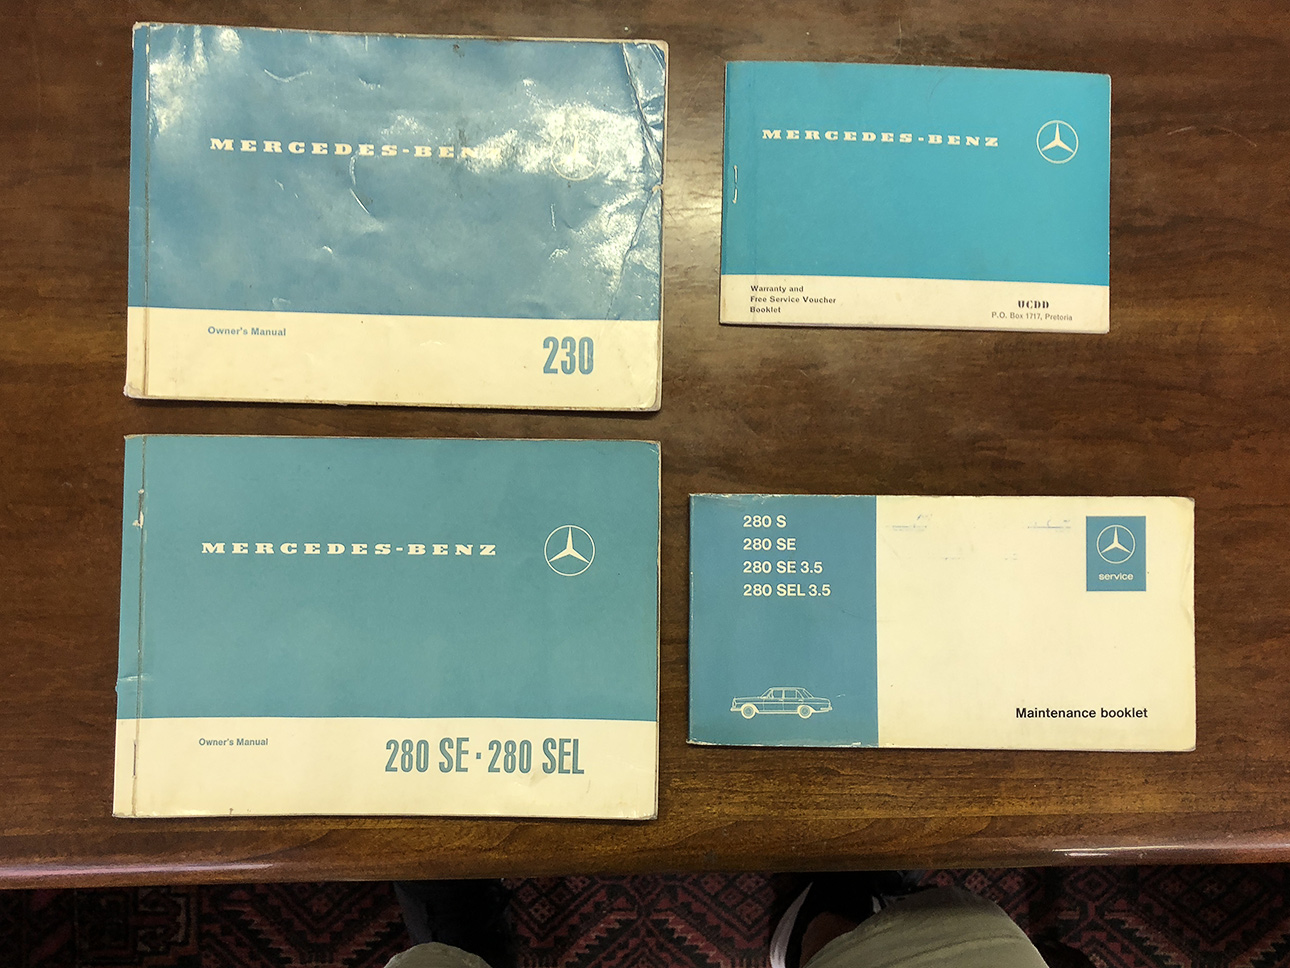 MERCEDES-BENZ
Owner's Manual
230
MERCEDES-BENZ
Warranty and
Free Service Voucher
Booklet
UCDD
P.O. Box 1717, Pretoria
MERCEDES-BENZ
Owner's Manual
280 SE · 280 SEL
280 S
280 SE
280 SE 3.5
280 SEL 3.5
service
Maintenance booklet